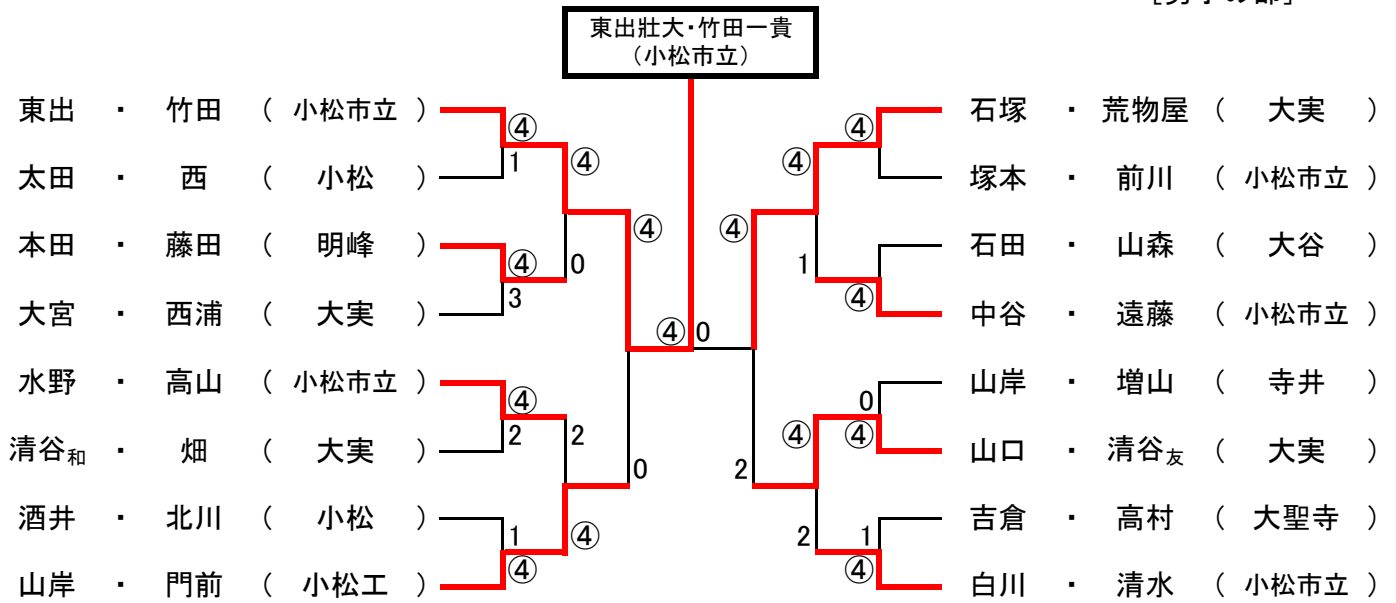 東出壯大・竹田一貴
（小松市立）
東出 ・ 竹田 （ 小松市立 ）
④
1
太田 ・ 西 （ 小松 ）
④
本田 ・ 藤田 （ 明峰 ）
④
3
大宮 ・ 西浦 （ 大実 ）
0
④
水野 ・ 高山 （ 小松市立 ）
④
2
清谷和 ・ 畑 （ 大実 ）
2
酒井 ・ 北川 （ 小松 ）
1
④
山岸 ・ 門前 （ 小松工 ）
④
0
④ 0
石塚 ・ 荒物屋 （ 大実 ）
④
塚本 ・ 前川 （ 小松市立 ）
④
石田 ・ 山森 （ 大谷 ）
1
④
中谷 ・ 遠藤 （ 小松市立 ）
④
山岸 ・ 増山 （ 寺井 ）
0
④
山口 ・ 清谷友 （ 大実 ）
④
2
吉倉 ・ 高村 （ 大聖寺 ）
1
④
白川 ・ 清水 （ 小松市立 ）
2